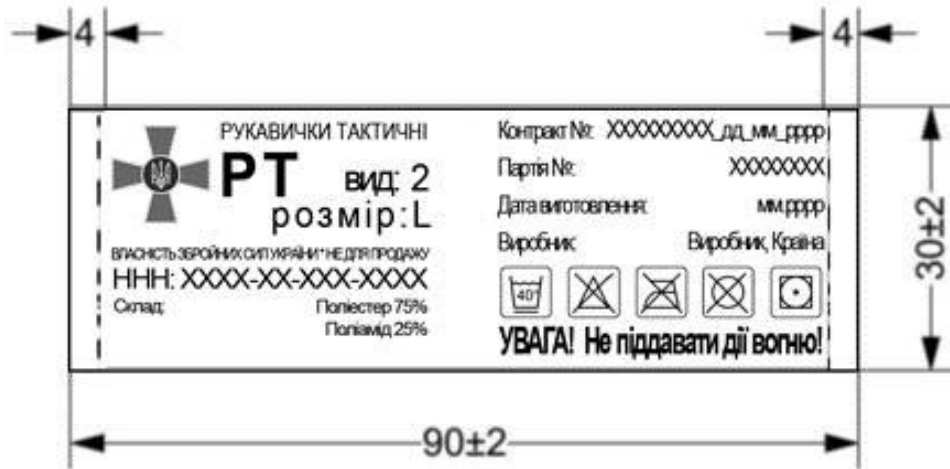 4
4
РУКАВИЧКИ ТАКТИЧНІ
РТ вид: 2
розмір:L
ВЛАСНІСТЬ ЗБРОЙНИХ СИЛ УКРАЇНИ * НЕ ДЛЯ ПРОДАЖУ
ННН: XXXX-XX-XXX-XXXX
Склад: Поліестер 75%
Поліамід 25%
Контракт №: XXXXXXXXX_дд_мм_рррр
Партія №: XXXXXXXX
Дата виготовлення: мм.рррр
Виробник: Виробник, Країна
40°
УВАГА! Не піддавати дії вогню!
30±2
90±2